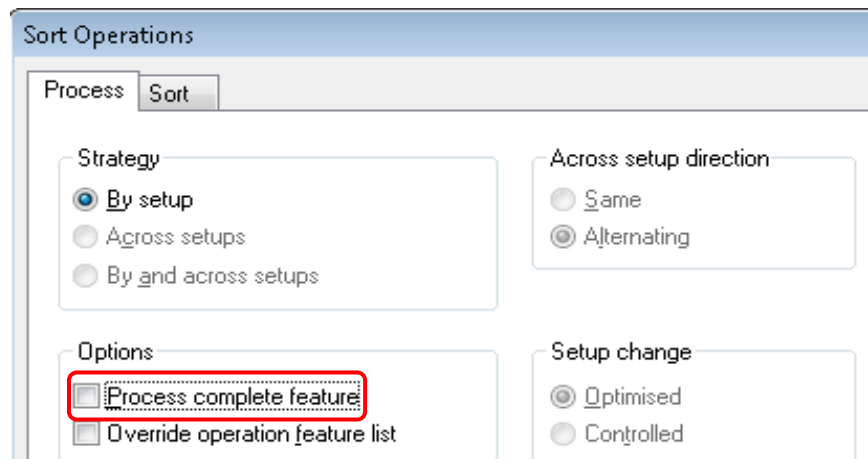 Sort Operations
Process Sort
Strategy
By setup
Across setups
By and across setups
Across setup direction
Same
Alternating
Options
Process complete feature
Override operation feature list
Setup change
Optimised
Controlled